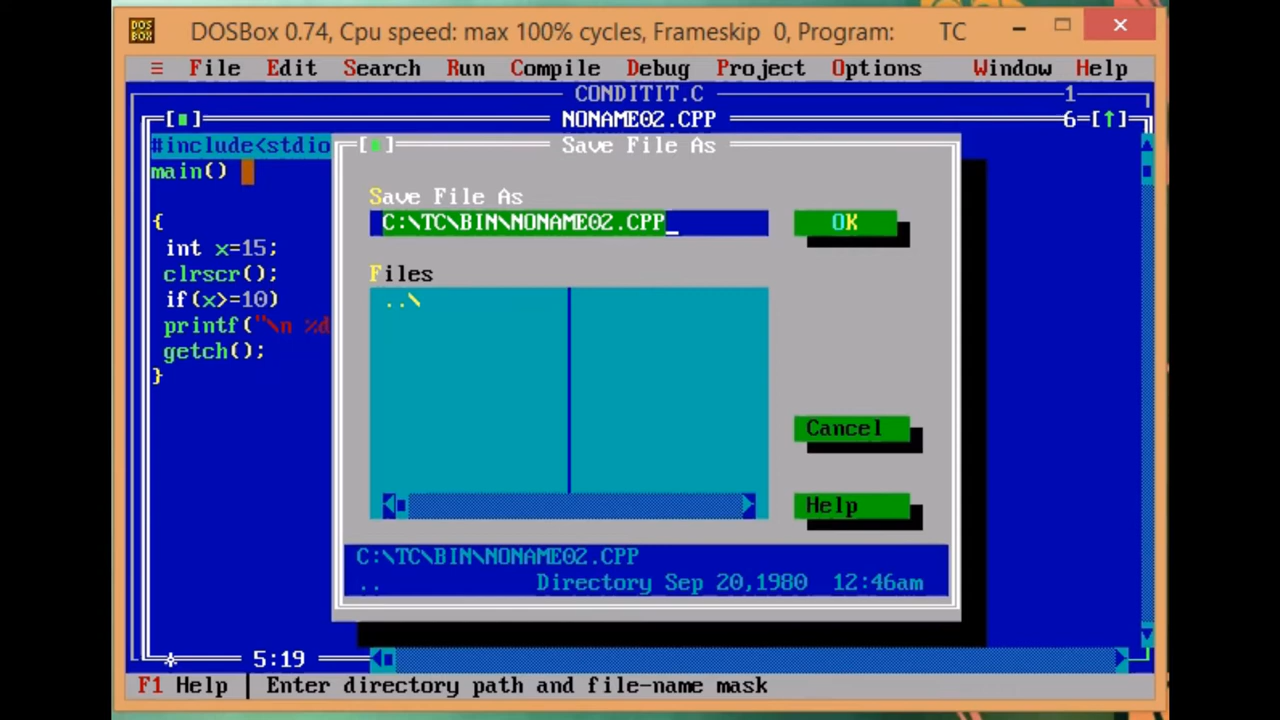 DOS
BOX
DOSBox 0.74, Cpu speed: max 100% cycles, Frameskip 0, Program: TC
≡ File Edit Search Run Compile Debug Project Options Window Help
CONDITIT.C 1
[■] NONAME02.CPP 6=[↑]
#include<stdio
main()
{
int x=15;
clrscr();
if(x>=10)
printf("\n %d
getch();
}
[■] Save File As
Save File As
C:\TC\BIN\NONAME02.CPP
OK
Files
..\
Cancel
Help
C:\TC\BIN\NONAME02.CPP
.. Directory Sep 20,1980 12:46am
5:19
F1 Help | Enter directory path and file-name mask